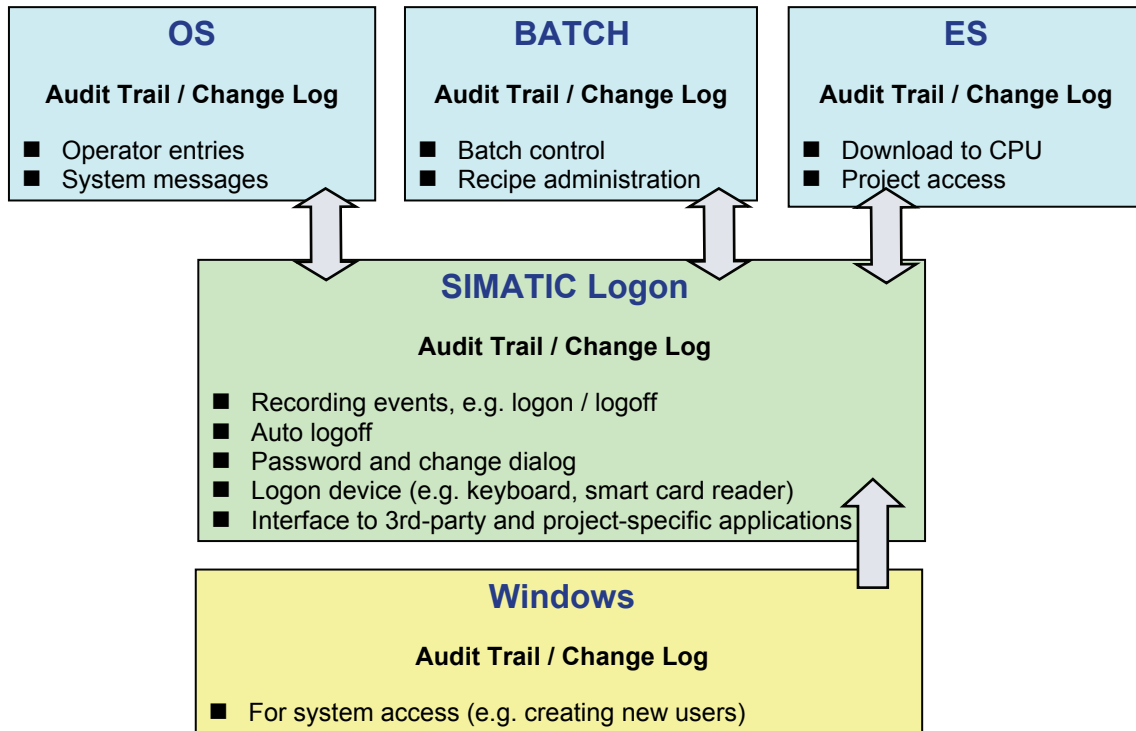 OS
Audit Trail / Change Log
■ Operator entries
■ System messages
BATCH
Audit Trail / Change Log
■ Batch control
■ Recipe administration
ES
Audit Trail / Change Log
■ Download to CPU
■ Project access
SIMATIC Logon
Audit Trail / Change Log
■ Recording events, e.g. logon / logoff
■ Auto logoff
■ Password and change dialog
■ Logon device (e.g. keyboard, smart card reader)
■ Interface to 3rd-party and project-specific applications
Windows
Audit Trail / Change Log
■ For system access (e.g. creating new users)